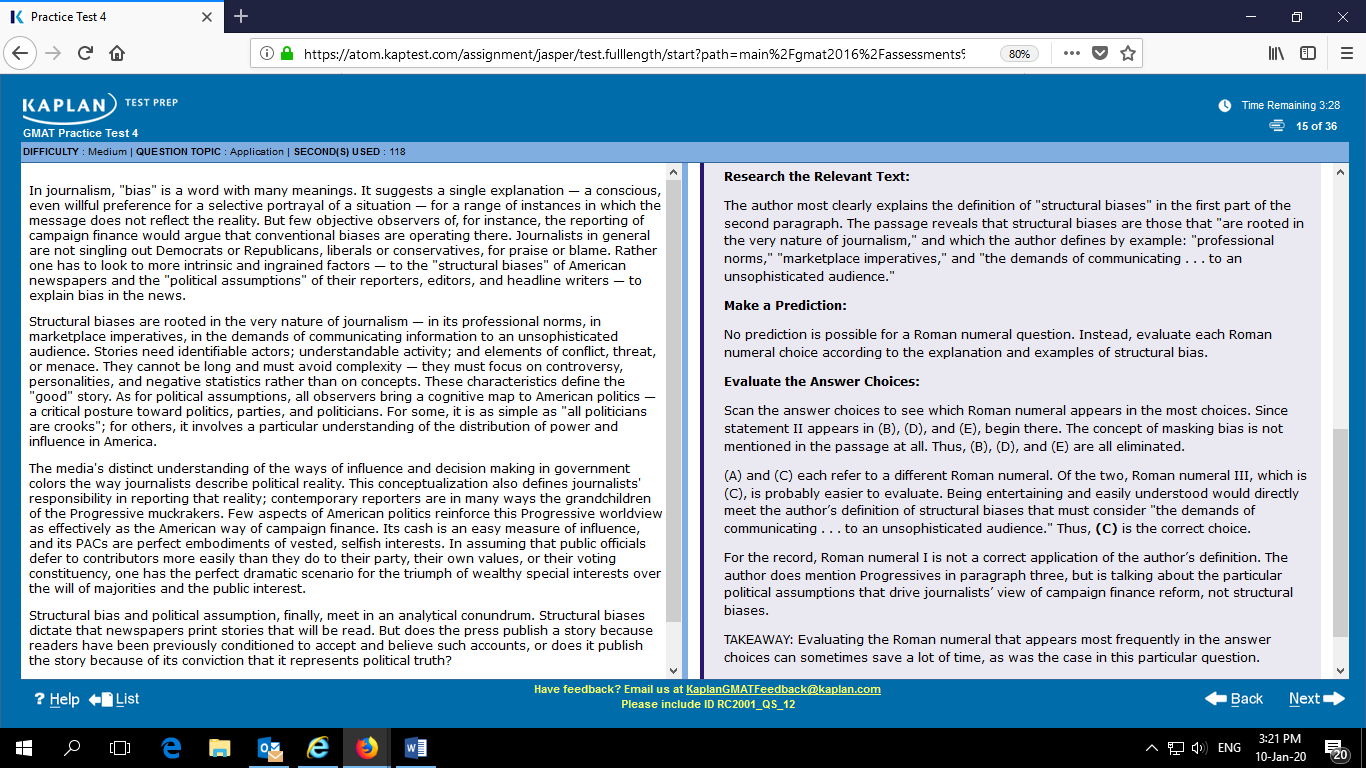 Practice Test 4
https://atom.kaptest.com/assignment/jasper/test.fulllength/start?path=main%2Fgmat2016%2Fassessments%
80%
KAPLAN TEST PREP
GMAT Practice Test 4
Time Remaining 3:28
15 of 36
DIFFICULTY : Medium | QUESTION TOPIC : Application | SECOND(S) USED : 118
In journalism, "bias" is a word with many meanings. It suggests a single explanation — a conscious,
even willful preference for a selective portrayal of a situation — for a range of instances in which the
message does not reflect the reality. But few objective observers of, for instance, the reporting of
campaign finance would argue that conventional biases are operating there. Journalists in general
are not singling out Democrats or Republicans, liberals or conservatives, for praise or blame. Rather
one has to look to more intrinsic and ingrained factors — to the "structural biases" of American
newspapers and the "political assumptions" of their reporters, editors, and headline writers — to
explain bias in the news.
Structural biases are rooted in the very nature of journalism — in its professional norms, in
marketplace imperatives, in the demands of communicating information to an unsophisticated
audience. Stories need identifiable actors; understandable activity; and elements of conflict, threat,
or menace. They cannot be long and must avoid complexity — they must focus on controversy,
personalities, and negative statistics rather than on concepts. These characteristics define the
"good" story. As for political assumptions, all observers bring a cognitive map to American politics —
a critical posture toward politics, parties, and politicians. For some, it is as simple as "all politicians
are crooks"; for others, it involves a particular understanding of the distribution of power and
influence in America.
The media's distinct understanding of the ways of influence and decision making in government
colors the way journalists describe political reality. This conceptualization also defines journalists'
responsibility in reporting that reality; contemporary reporters are in many ways the grandchildren
of the Progressive muckrakers. Few aspects of American politics reinforce this Progressive worldview
as effectively as the American way of campaign finance. Its cash is an easy measure of influence,
and its PACs are perfect embodiments of vested, selfish interests. In assuming that public officials
defer to contributors more easily than they do to their party, their own values, or their voting
constituency, one has the perfect dramatic scenario for the triumph of wealthy special interests over
the will of majorities and the public interest.
Structural bias and political assumption, finally, meet in an analytical conundrum. Structural biases
dictate that newspapers print stories that will be read. But does the press publish a story because
readers have been previously conditioned to accept and believe such accounts, or does it publish
the story because of its conviction that it represents political truth?
Research the Relevant Text:
The author most clearly explains the definition of "structural biases" in the first part of the
second paragraph. The passage reveals that structural biases are those that "are rooted in
the very nature of journalism," and which the author defines by example: "professional
norms," "marketplace imperatives," and "the demands of communicating . . . to an
unsophisticated audience."
Make a Prediction:
No prediction is possible for a Roman numeral question. Instead, evaluate each Roman
numeral choice according to the explanation and examples of structural bias.
Evaluate the Answer Choices:
Scan the answer choices to see which Roman numeral appears in the most choices. Since
statement II appears in (B), (D), and (E), begin there. The concept of masking bias is not
mentioned in the passage at all. Thus, (B), (D), and (E) are all eliminated.
(A) and (C) each refer to a different Roman numeral. Of the two, Roman numeral III, which is
(C), is probably easier to evaluate. Being entertaining and easily understood would directly
meet the author's definition of structural biases that must consider "the demands of
communicating . . . to an unsophisticated audience." Thus, (C) is the correct choice.
For the record, Roman numeral I is not a correct application of the author's definition. The
author does mention Progressives in paragraph three, but is talking about the particular
political assumptions that drive journalists' view of campaign finance reform, not structural
biases.
TAKEAWAY: Evaluating the Roman numeral that appears most frequently in the answer
choices can sometimes save a lot of time, as was the case in this particular question.
? Help
List
Have feedback? Email us at KaplanGMATFeedback@kaplan.com
Please include ID RC2001_QS_12
Back
Next
ENG
3:21 PM
10-Jan-20
20